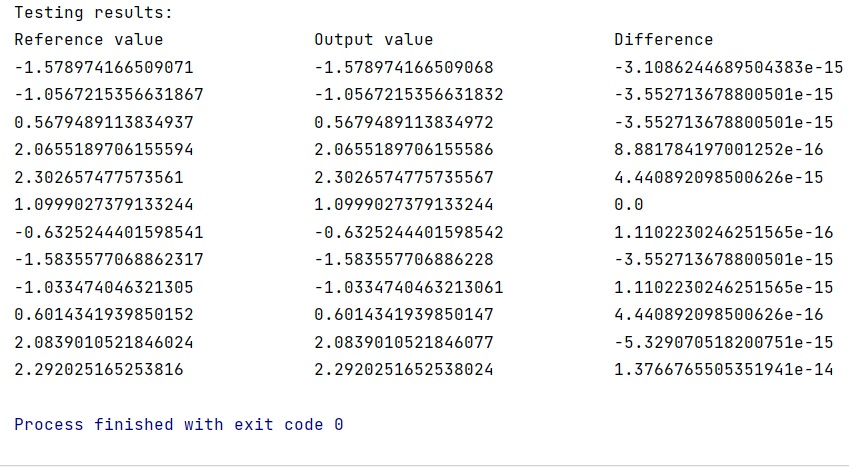 Testing results:
Reference value Output value Difference
-1.578974166509071 -1.578974166509068 -3.1086244689504383e-15
-1.0567215356631867 -1.0567215356631832 -3.552713678800501e-15
0.5679489113834937 0.5679489113834972 -3.552713678800501e-15
2.0655189706155594 2.0655189706155586 8.881784197001252e-16
2.302657477573561 2.3026574775735567 4.440892098500626e-15
1.0999027379133244 1.0999027379133244 0.0
-0.6325244401598541 -0.6325244401598542 1.1102230246251565e-16
-1.5835577068862317 -1.583557706886228 -3.552713678800501e-15
-1.033474046321305 -1.0334740463213061 1.1102230246251565e-15
0.6014341939850152 0.6014341939850147 4.440892098500626e-16
2.0839010521846024 2.0839010521846077 -5.329070518200751e-15
2.292025165253816 2.2920251652538024 1.3766765505351941e-14
Process finished with exit code 0